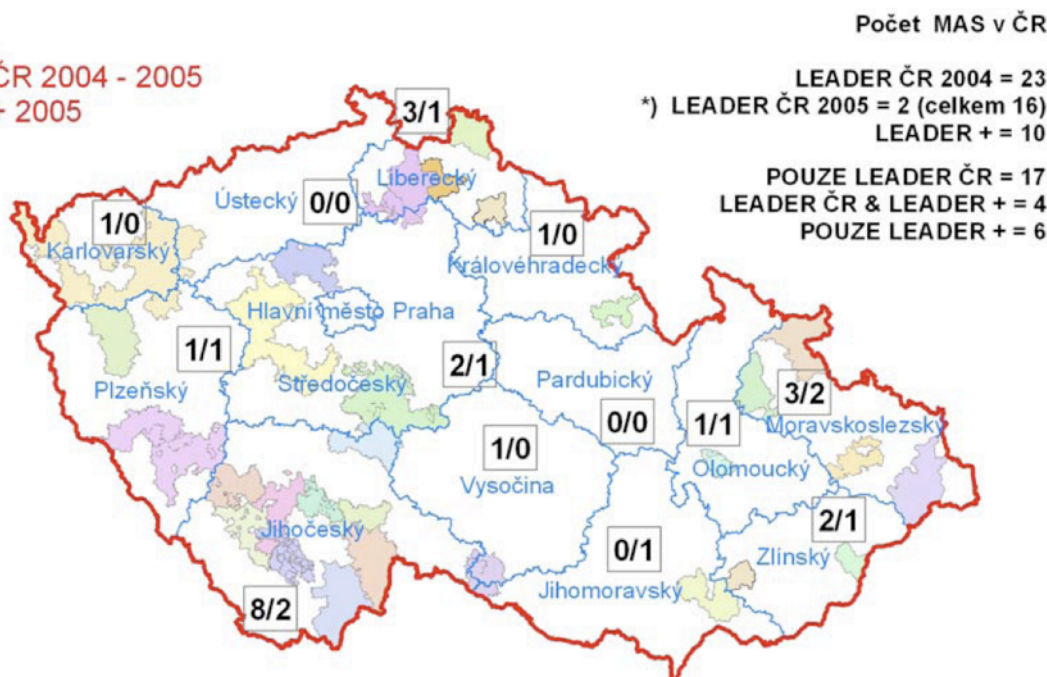 Počet MAS v ČR
ČR 2004 - 2005
2005
LEADER ČR 2004 = 23
*) LEADER ČR 2005 = 2 (celkem 16)
LEADER + = 10
POUZE LEADER ČR = 17
LEADER ČR & LEADER + = 4
POUZE LEADER + = 6
3/1
Liberecký
Ústecký
0/0
1/0
Karlovarský
1/0
Královéhradecký
Hlavní město Praha
1/1
Plzeňský
2/1
Středočeský
Pardubický
0/0
3/2
Moravskoslezský
1/1
Olomoucký
1/0
Vysočina
2/1
Zlínský
Jihočeský
0/1
Jihomoravský
8/2